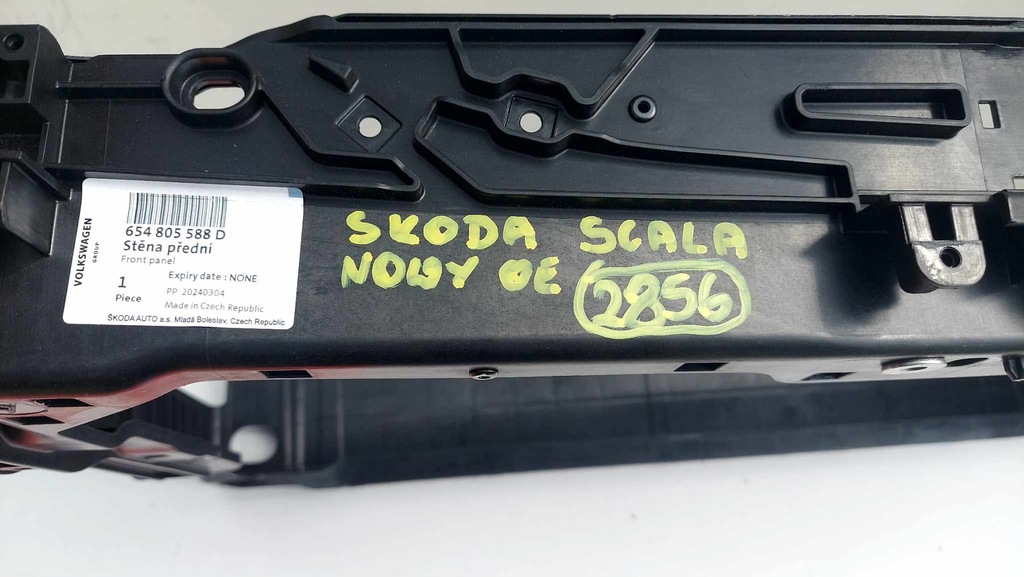 VOLKSWAGEN
GROUP
654 805 588 D
Stěna přední
Front panel
Expiry date : NONE
1
Piece
PP 20240304
Made in Czech Republic
ŠKODA AUTO a.s. Mladá Boleslav, Czech Republic
SKODA SCALA
NOWY OE 2856